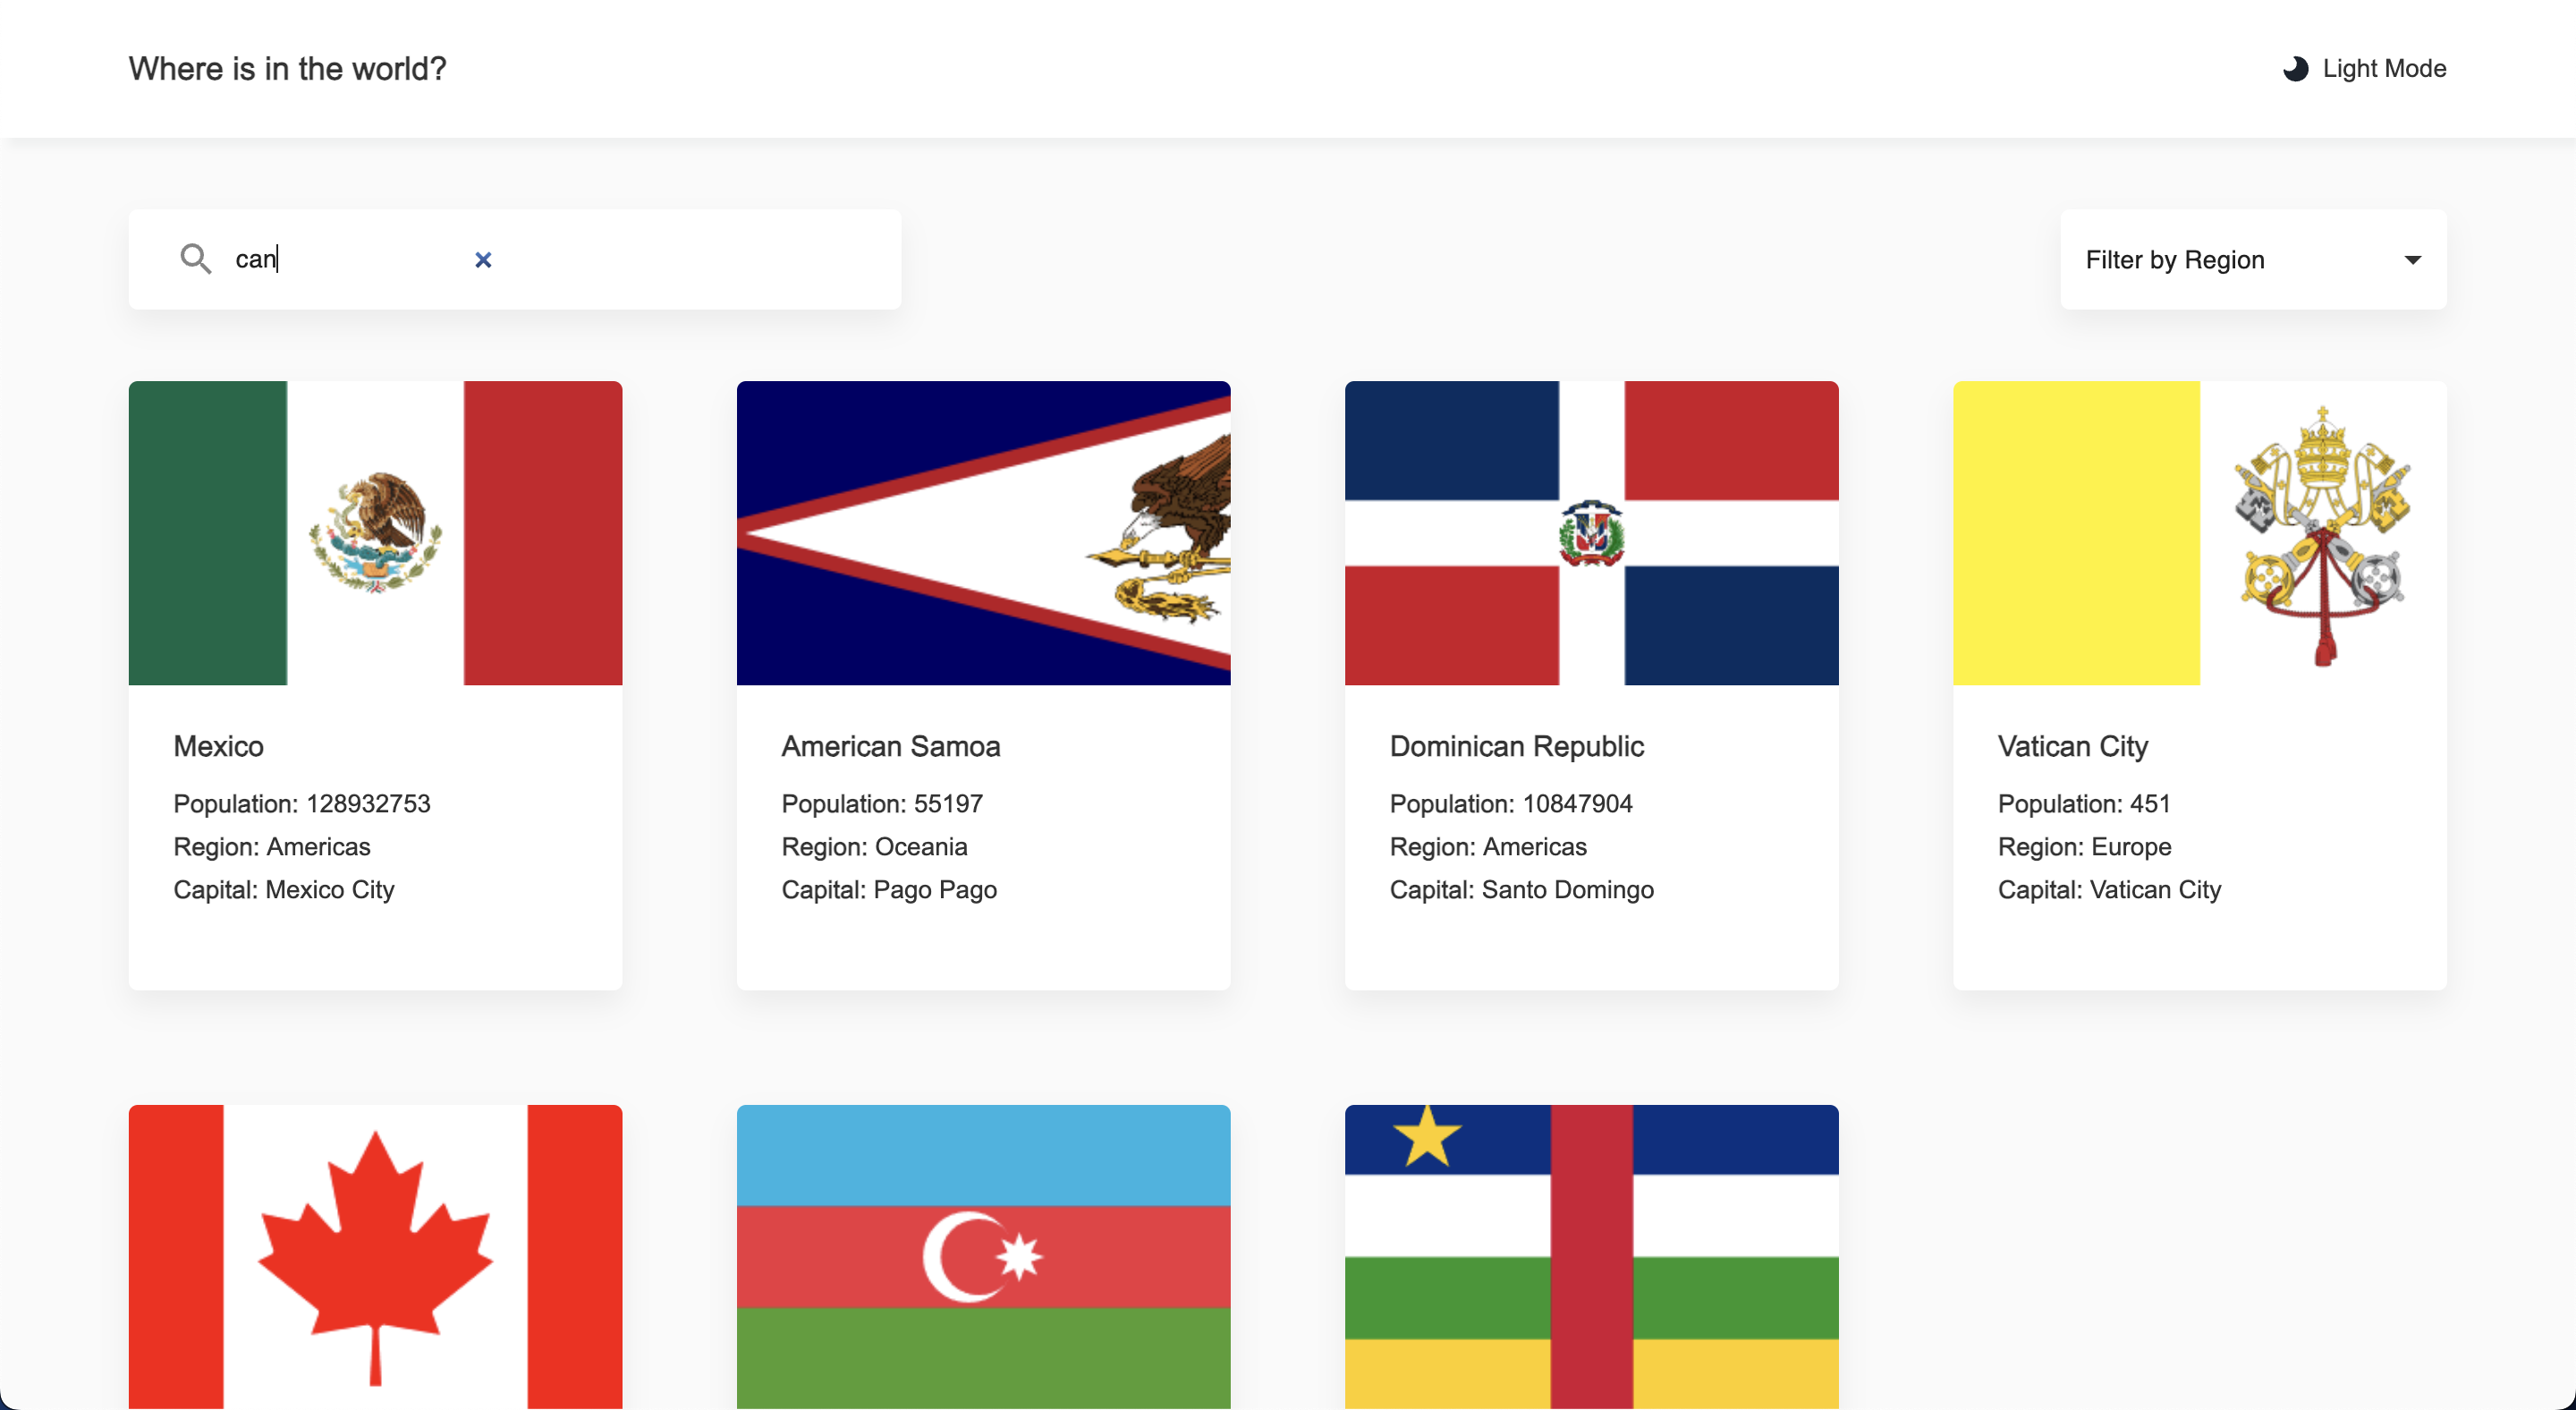 Where is in the world?
Light Mode
can
Filter by Region
Mexico
Population: 128932753
Region: Americas
Capital: Mexico City
American Samoa
Population: 55197
Region: Oceania
Capital: Pago Pago
Dominican Republic
Population: 10847904
Region: Americas
Capital: Santo Domingo
Vatican City
Population: 451
Region: Europe
Capital: Vatican City